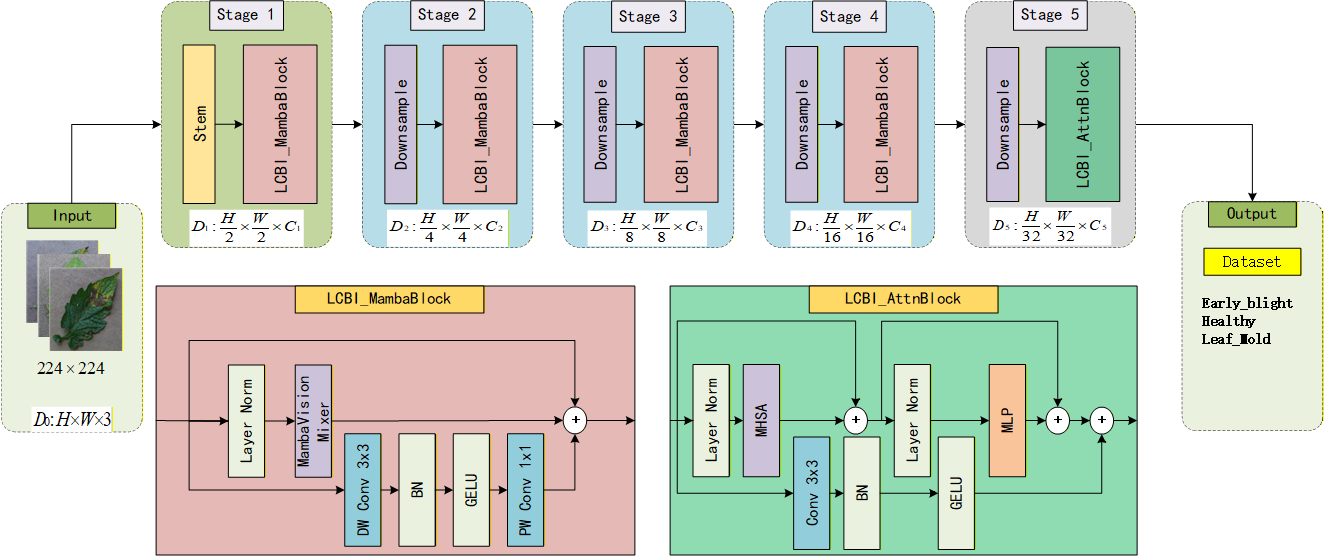 Stage 1
Stage 2
Stage 3
Stage 4
Stage 5
Stem
LCBI_MambaBlock
Downsample
LCBI_MambaBlock
Downsample
LCBI_MambaBlock
Downsample
LCBI_MambaBlock
Downsample
LCBI_AttnBlock
D₁ : H/2 × W/2 × C₁
D₂ : H/4 × W/4 × C₂
D₃ : H/8 × W/8 × C₃
D₄ : H/16 × W/16 × C₄
D₅ : H/32 × W/32 × C₅
Input
224 × 224
D₀: H×W×3
Output
Dataset
Early_blight
Healthy
Leaf_Mold
LCBI_MambaBlock
Layer Norm
MambaVision
Mixer
+
DW Conv 3x3
BN
GELU
PW Conv 1x1
LCBI_AttnBlock
Layer Norm
MHSA
+
Layer Norm
MLP
+
+
Conv 3x3
BN
GELU